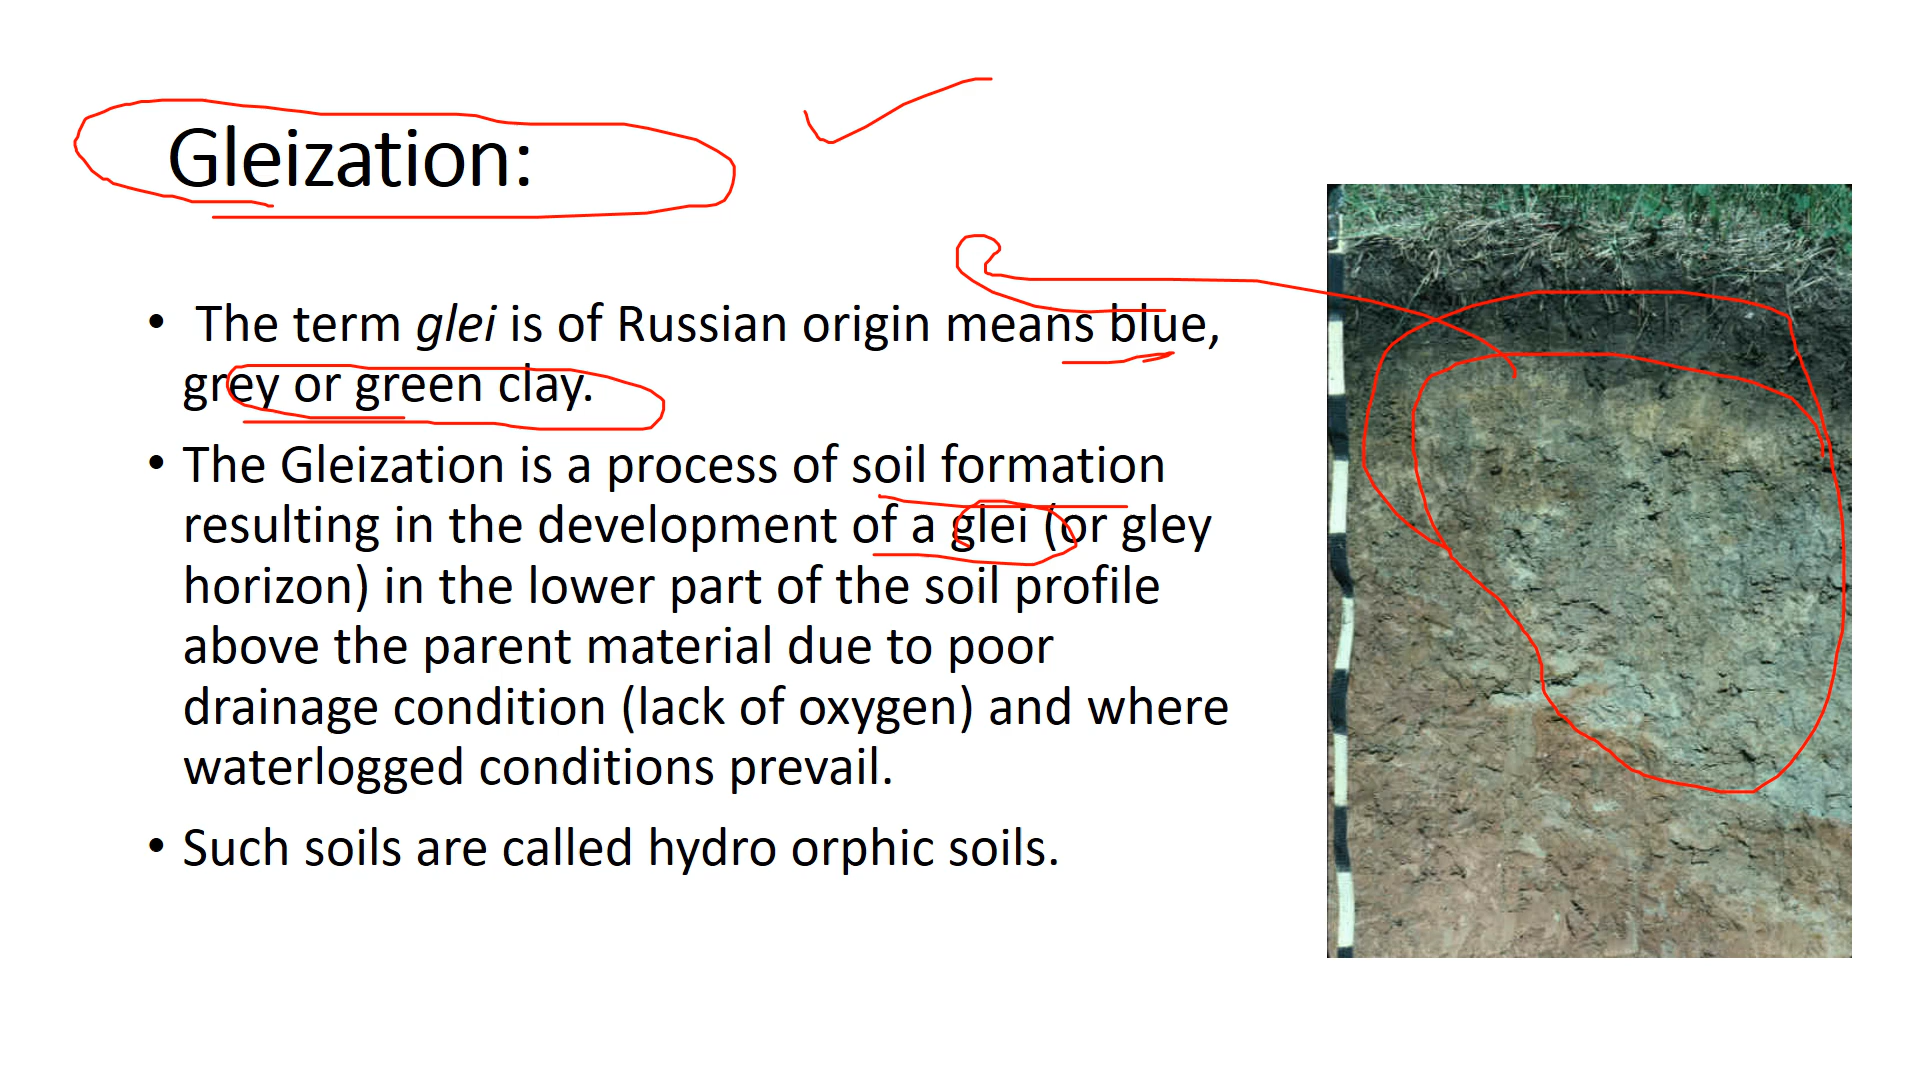 Gleization:
• The term glei is of Russian origin means blue,
grey or green clay.
• The Gleization is a process of soil formation
resulting in the development of a glei (or gley
horizon) in the lower part of the soil profile
above the parent material due to poor
drainage condition (lack of oxygen) and where
waterlogged conditions prevail.
• Such soils are called hydro orphic soils.